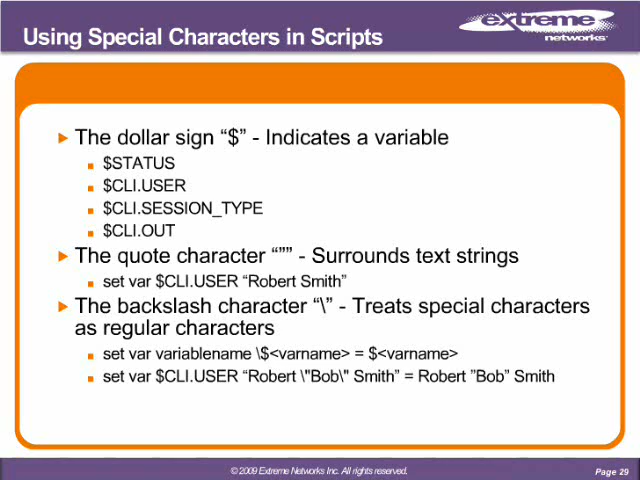 Using Special Characters in Scripts
extreme
networks
The dollar sign “$” - Indicates a variable
$STATUS
$CLI.USER
$CLI.SESSION_TYPE
$CLI.OUT
The quote character “”” - Surrounds text strings
set var $CLI.USER “Robert Smith”
The backslash character “\” - Treats special characters
as regular characters
set var variablename \$<varname> = $<varname>
set var $CLI.USER “Robert \"Bob\" Smith” = Robert ”Bob” Smith
© 2009 Extreme Networks Inc. All rights reserved.
Page 29